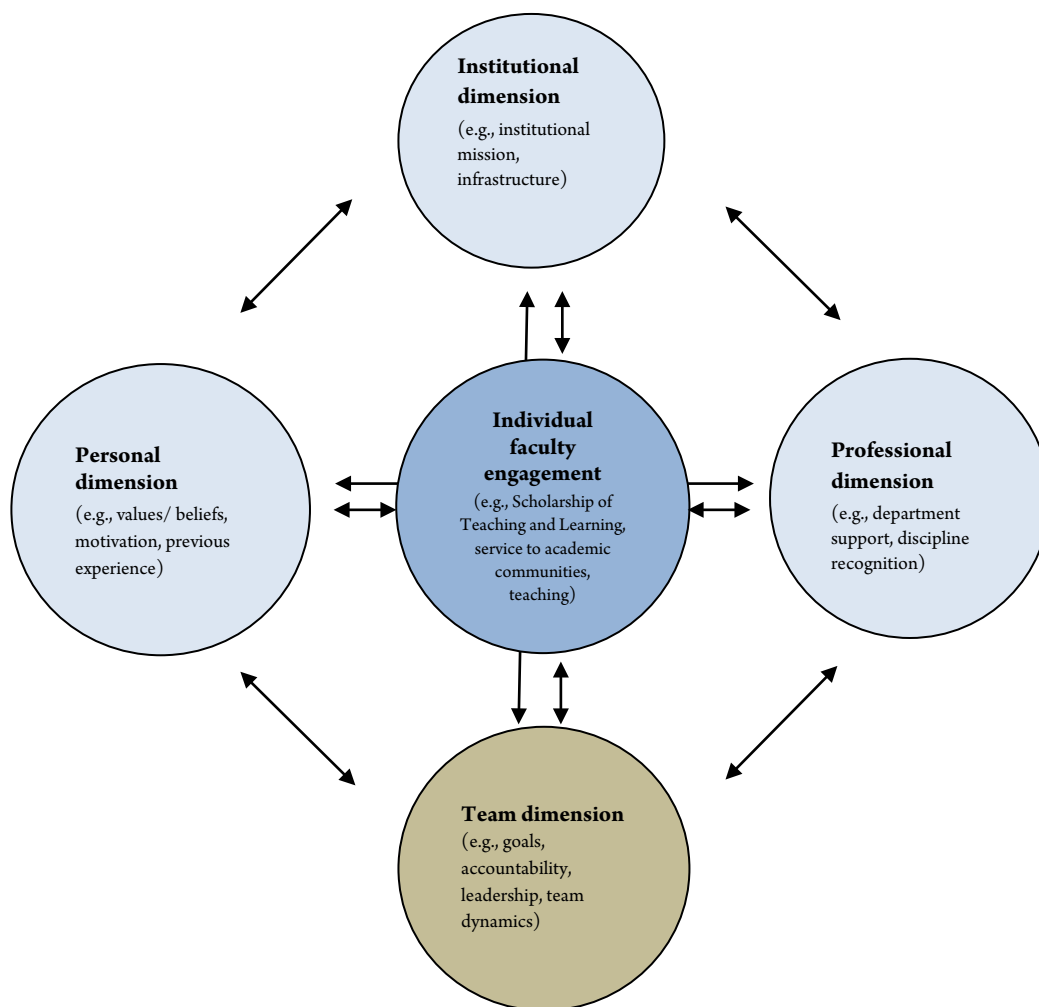 Institutional
dimension
(e.g., institutional
mission,
infrastructure)
Personal
dimension
(e.g., values/ beliefs,
motivation, previous
experience)
Individual
faculty
engagement
(e.g., Scholarship of
Teaching and Learning,
service to academic
communities,
teaching)
Professional
dimension
(e.g., department
support, discipline
recognition)
Team dimension
(e.g., goals,
accountability,
leadership, team
dynamics)